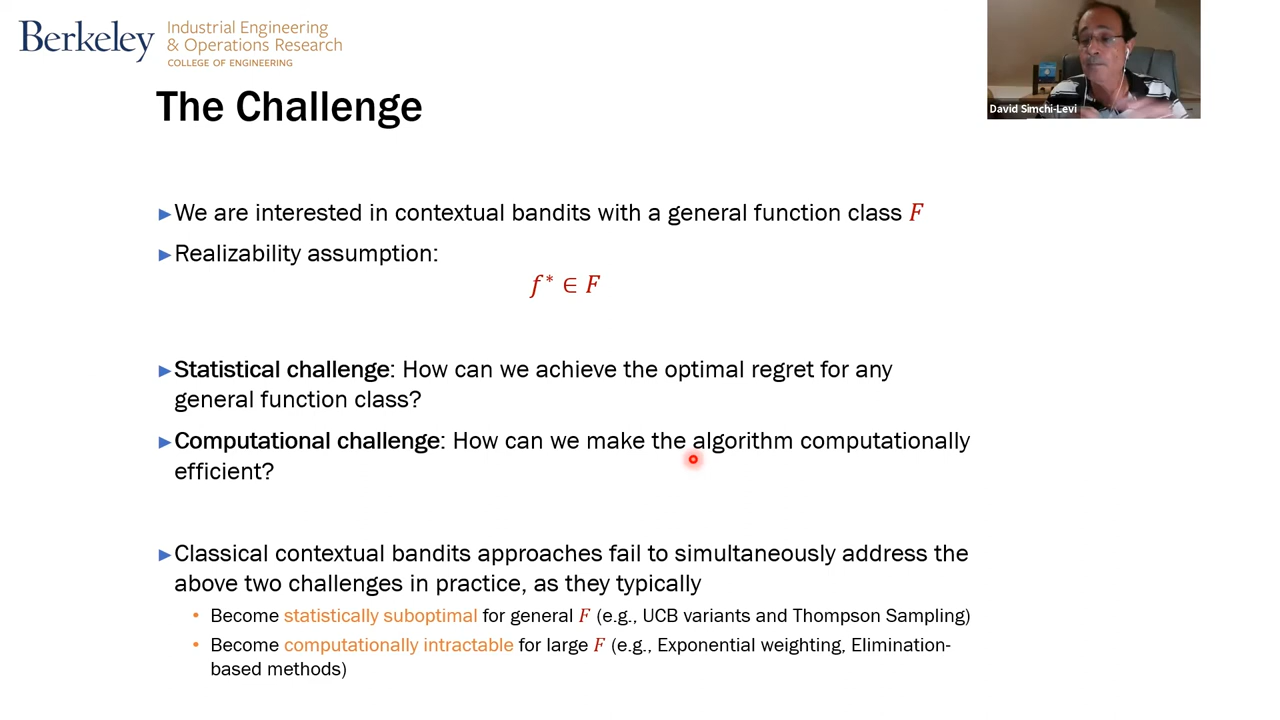 Berkeley
Industrial Engineering
& Operations Research
COLLEGE OF ENGINEERING
David Simchi-Levi
The Challenge
►We are interested in contextual bandits with a general function class F
►Realizability assumption:
f* ∈ F
►Statistical challenge: How can we achieve the optimal regret for any
general function class?
►Computational challenge: How can we make the algorithm computationally
efficient?
►Classical contextual bandits approaches fail to simultaneously address the
above two challenges in practice, as they typically
• Become statistically suboptimal for general F (e.g., UCB variants and Thompson Sampling)
• Become computationally intractable for large F (e.g., Exponential weighting, Elimination-
based methods)